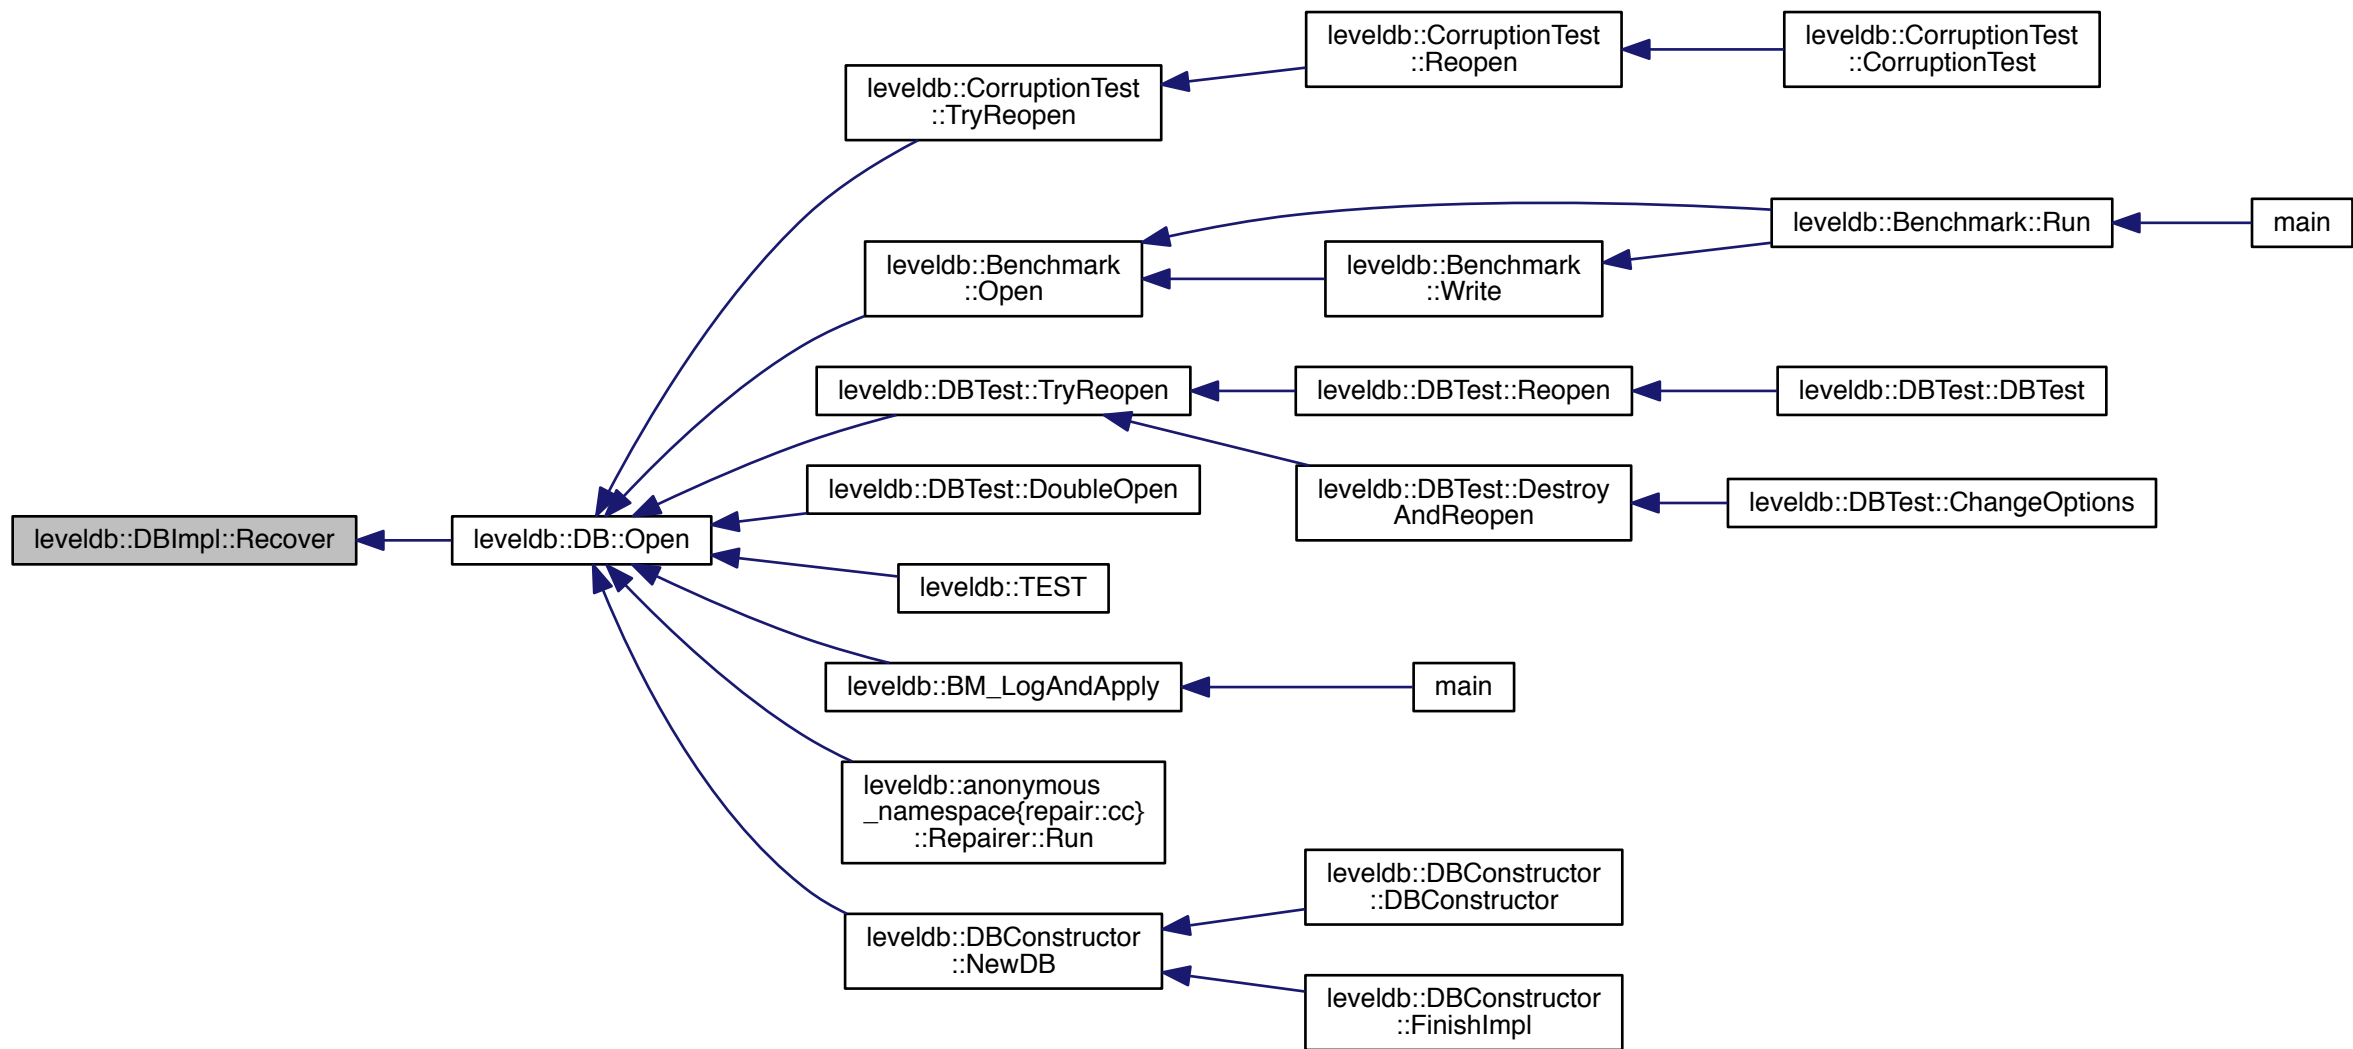 leveldb::CorruptionTest
::Reopen
leveldb::CorruptionTest
::CorruptionTest
leveldb::CorruptionTest
::TryReopen
leveldb::Benchmark::Run
main
leveldb::Benchmark
::Open
leveldb::Benchmark
::Write
leveldb::DBTest::TryReopen
leveldb::DBTest::Reopen
leveldb::DBTest::DBTest
leveldb::DBTest::DoubleOpen
leveldb::DBTest::Destroy
AndReopen
leveldb::DBTest::ChangeOptions
leveldb::DBImpl::Recover
leveldb::DB::Open
leveldb::TEST
leveldb::BM_LogAndApply
main
leveldb::anonymous
_namespace{repair::cc}
::Repairer::Run
leveldb::DBConstructor
::DBConstructor
leveldb::DBConstructor
::NewDB
leveldb::DBConstructor
::FinishImpl